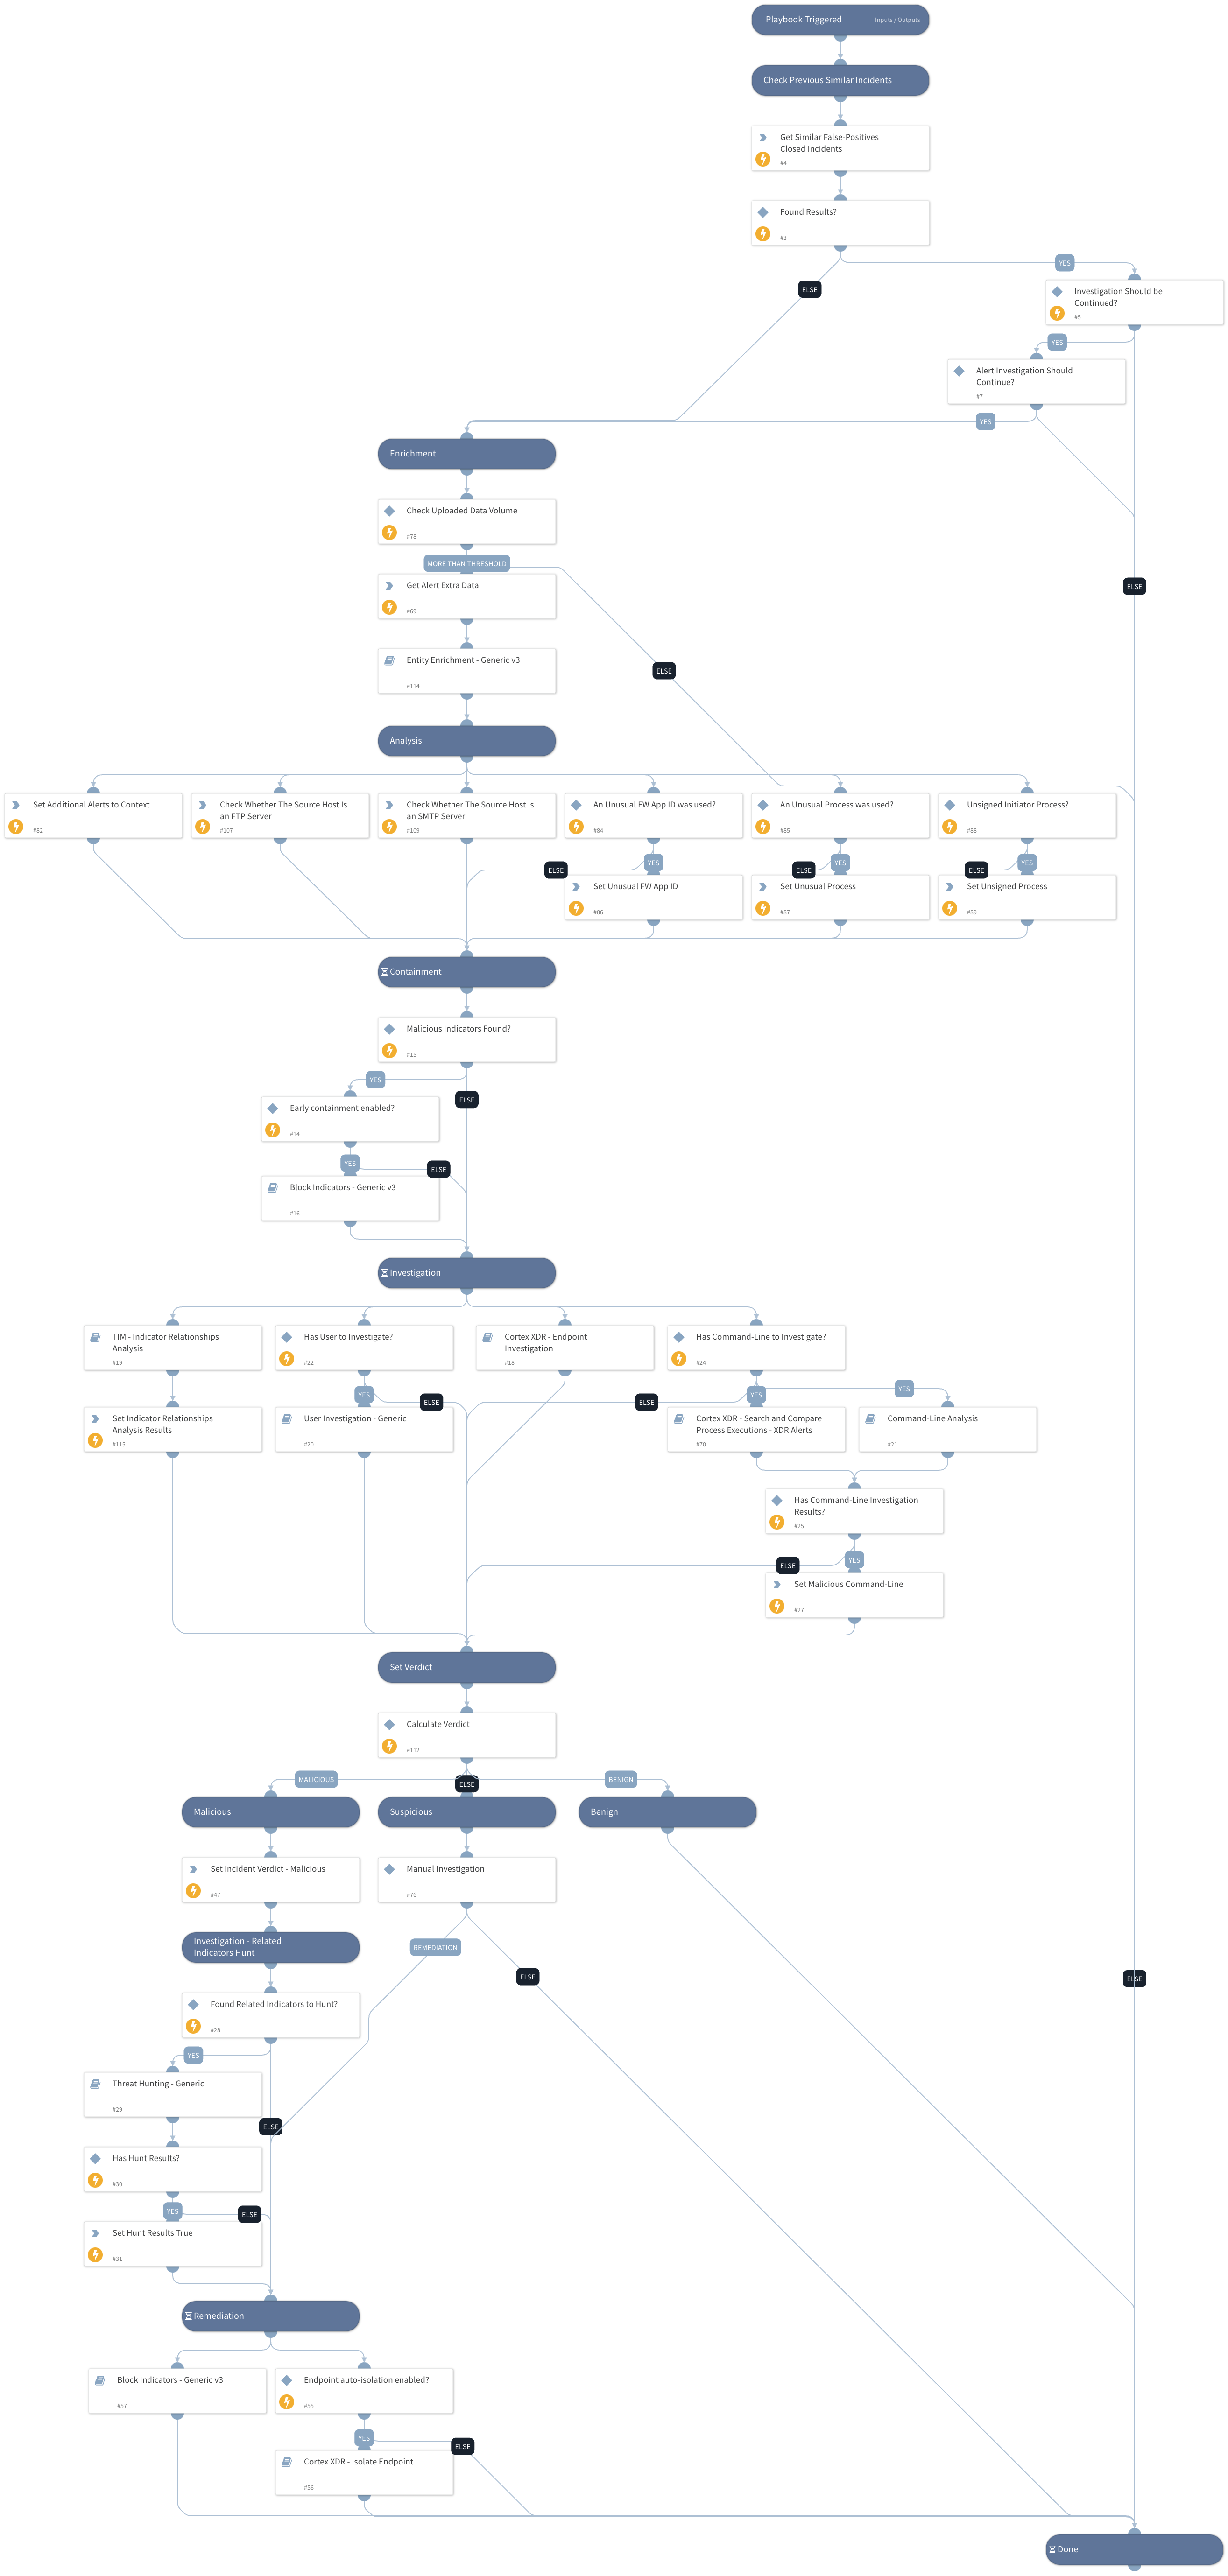 Playbook Triggered
Inputs / Outputs
Check Previous Similar Incidents
Get Similar False-Positives
Closed Incidents
#4
Found Results?
#3
YES
ELSE
Investigation Should be
Continued?
#5
YES
Alert Investigation Should
Continue?
#7
YES
Enrichment
Check Uploaded Data Volume
#78
MORE THAN THRESHOLD
Get Alert Extra Data
#69
ELSE
Entity Enrichment - Generic v3
#114
ELSE
Analysis
Set Additional Alerts to Context
#82
Check Whether The Source Host Is
an FTP Server
#107
Check Whether The Source Host Is
an SMTP Server
#109
An Unusual FW App ID was used?
#84
An Unusual Process was used?
#85
Unsigned Initiator Process?
#88
ELSE
YES
ELSE
YES
ELSE
YES
Set Unusual FW App ID
#86
Set Unusual Process
#87
Set Unsigned Process
#89
Containment
Malicious Indicators Found?
#15
YES
ELSE
Early containment enabled?
#14
YES
ELSE
Block Indicators - Generic v3
#16
Investigation
TIM - Indicator Relationships
Analysis
#19
Has User to Investigate?
#22
Cortex XDR - Endpoint
Investigation
#18
Has Command-Line to Investigate?
#24
YES
ELSE
ELSE
YES
YES
Set Indicator Relationships
Analysis Results
#115
User Investigation - Generic
#20
Cortex XDR - Search and Compare
Process Executions - XDR Alerts
#70
Command-Line Analysis
#21
Has Command-Line Investigation
Results?
#25
ELSE
YES
Set Malicious Command-Line
#27
Set Verdict
Calculate Verdict
#112
MALICIOUS
ELSE
BENIGN
Malicious
Suspicious
Benign
Set Incident Verdict - Malicious
#47
Manual Investigation
#76
Investigation - Related
Indicators Hunt
REMEDIATION
ELSE
ELSE
Found Related Indicators to Hunt?
#28
YES
Threat Hunting - Generic
#29
ELSE
Has Hunt Results?
#30
YES
ELSE
Set Hunt Results True
#31
Remediation
Block Indicators - Generic v3
#57
Endpoint auto-isolation enabled?
#55
YES
ELSE
Cortex XDR - Isolate Endpoint
#56
Done